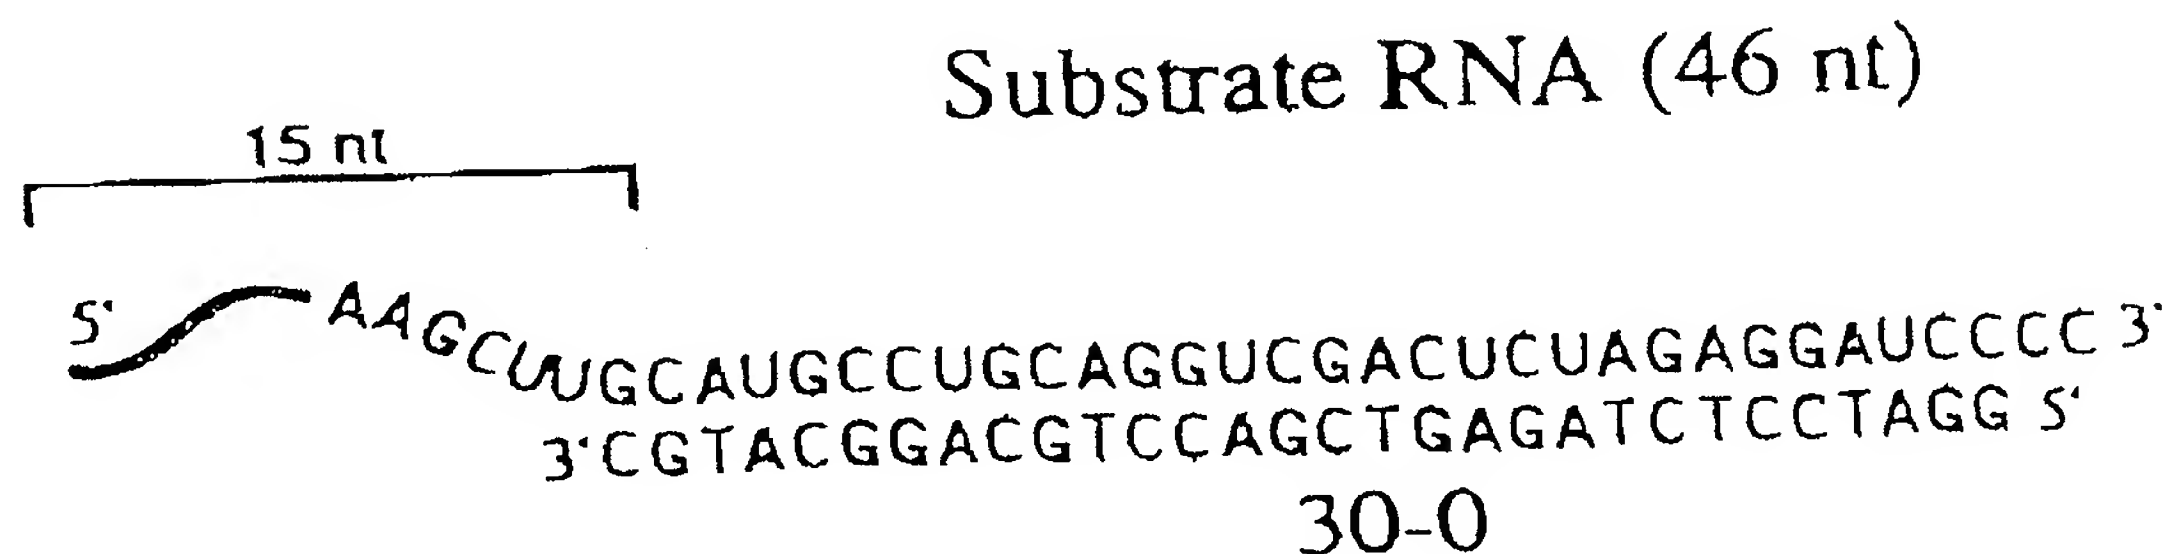 Substrate RNA (46 nt)
15 nt
5' AAGCUUGCAUGCCUGCAGGUCGACUCUAGAGGAUCCCC 3'
3'CGTACGGACGTCCAGCTGAGATCTCCTAGG 5'
30-0